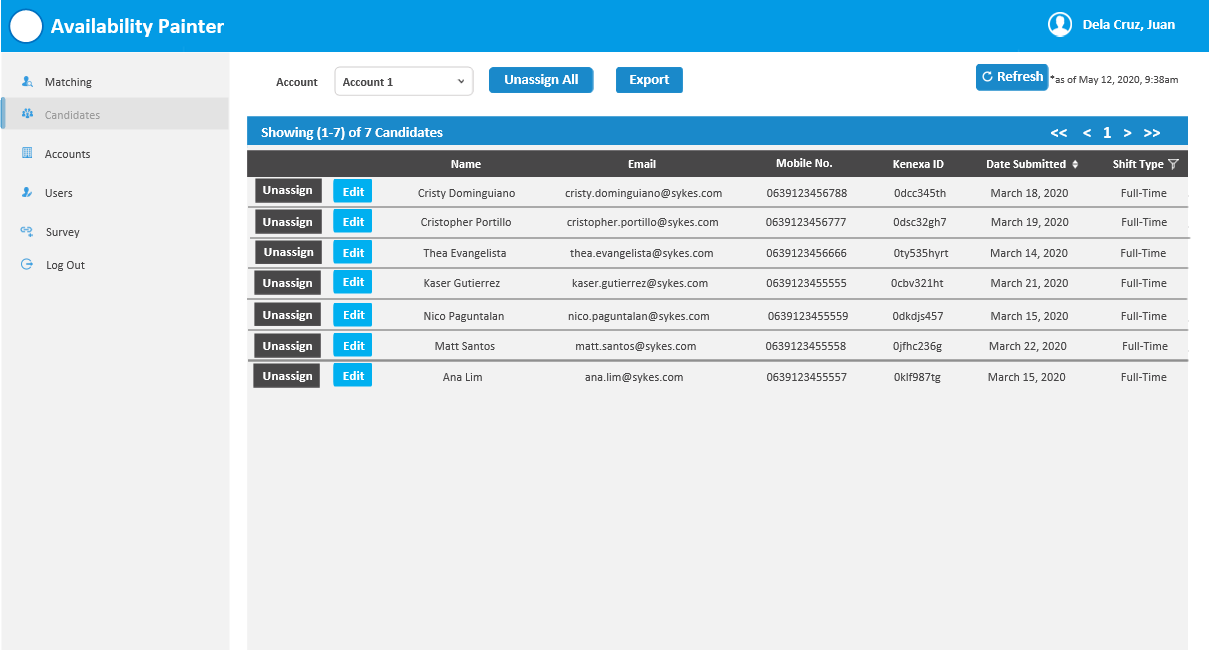 Availability Painter
Dela Cruz, Juan
Matching
Candidates
Accounts
Users
Survey
Log Out
Account Account 1 Unassign All Export Refresh *as of May 12, 2020, 9:38am
Showing (1-7) of 7 Candidates << < 1 > >>
Name Email Mobile No. Kenexa ID Date Submitted Shift Type
Unassign Edit Cristy Dominguiano cristy.dominguiano@sykes.com 0639123456788 0dcc345th March 18, 2020 Full-Time
Unassign Edit Cristopher Portillo cristopher.portillo@sykes.com 0639123456777 0dsc32gh7 March 19, 2020 Full-Time
Unassign Edit Thea Evangelista thea.evangelista@sykes.com 0639123456666 0ty535hyrt March 14, 2020 Full-Time
Unassign Edit Kaser Gutierrez kaser.gutierrez@sykes.com 0639123455555 0cbv321ht March 21, 2020 Full-Time
Unassign Edit Nico Paguntalan nico.paguntalan@sykes.com 0639123455559 0dkdjs457 March 15, 2020 Full-Time
Unassign Edit Matt Santos matt.santos@sykes.com 0639123455558 0jfhc236g March 22, 2020 Full-Time
Unassign Edit Ana Lim ana.lim@sykes.com 0639123455557 0klf987tg March 15, 2020 Full-Time